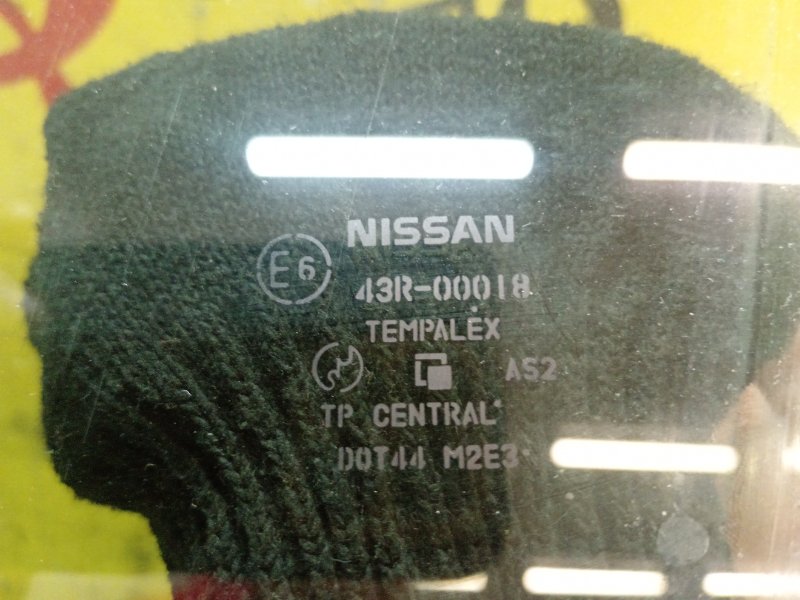 NISSAN
E6 43R-00018
TEMPALEX
AS2
TP CENTRAL
DOT44 M2E3